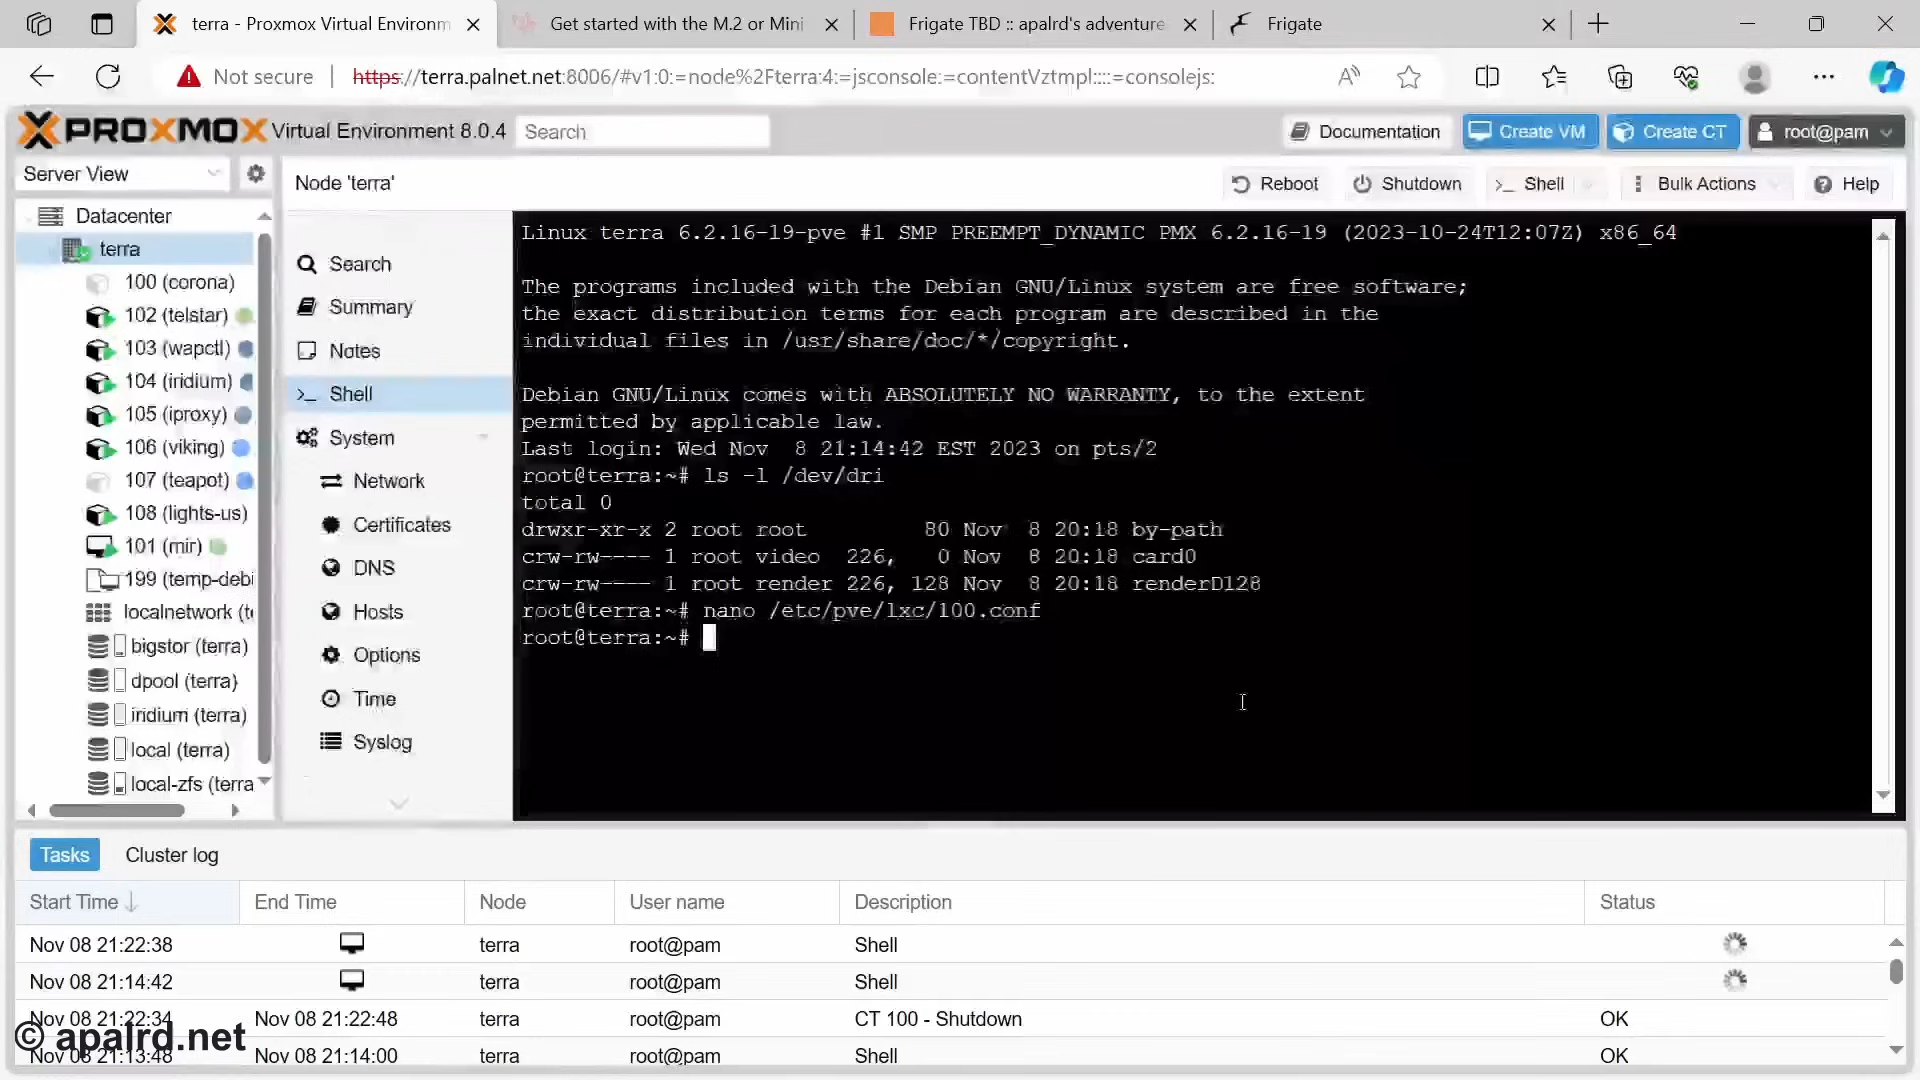 terra - Proxmox Virtual Environm
Get started with the M.2 or Mini
Frigate TBD :: apalrd's adventure
Frigate
Not secure
https://terra.palnet.net:8006/#v1:0:=node%2Fterra:4:=jsconsole:=contentVztmpl::::=consolejs:
PROXMOX Virtual Environment 8.0.4
Search
Documentation
Create VM
Create CT
root@pam
Server View
Node 'terra'
Reboot
Shutdown
>_ Shell
Bulk Actions
Help
Datacenter
terra
100 (corona)
102 (telstar)
103 (wapctl)
104 (iridium)
105 (iproxy)
106 (viking)
107 (teapot)
108 (lights-us)
101 (mir)
199 (temp-debi
localnetwork (te
bigstor (terra)
dpool (terra)
iridium (terra)
local (terra)
local-zfs (terra
Search
Summary
Notes
>_ Shell
System
Network
Certificates
DNS
Hosts
Options
Time
Syslog
Linux terra 6.2.16-19-pve #1 SMP PREEMPT_DYNAMIC PMX 6.2.16-19 (2023-10-24T12:07Z) x86_64
The programs included with the Debian GNU/Linux system are free software;
the exact distribution terms for each program are described in the
individual files in /usr/share/doc/*/copyright.
Debian GNU/Linux comes with ABSOLUTELY NO WARRANTY, to the extent
permitted by applicable law.
Last login: Wed Nov  8 21:14:42 EST 2023 on pts/2
root@terra:~# ls -l /dev/dri
total 0
drwxr-xr-x 2 root root         80 Nov  8 20:18 by-path
crw-rw---- 1 root video  226,   0 Nov  8 20:18 card0
crw-rw---- 1 root render 226, 128 Nov  8 20:18 renderD128
root@terra:~# nano /etc/pve/lxc/100.conf
root@terra:~#
Tasks
Cluster log
Start Time
End Time
Node
User name
Description
Status
Nov 08 21:22:38 terra root@pam Shell
Nov 08 21:14:42 terra root@pam Shell
Nov 08 21:22:34 Nov 08 21:22:48 terra root@pam CT 100 - Shutdown OK
Nov 08 21:13:48 Nov 08 21:14:00 terra root@pam Shell OK
© apalrd.net